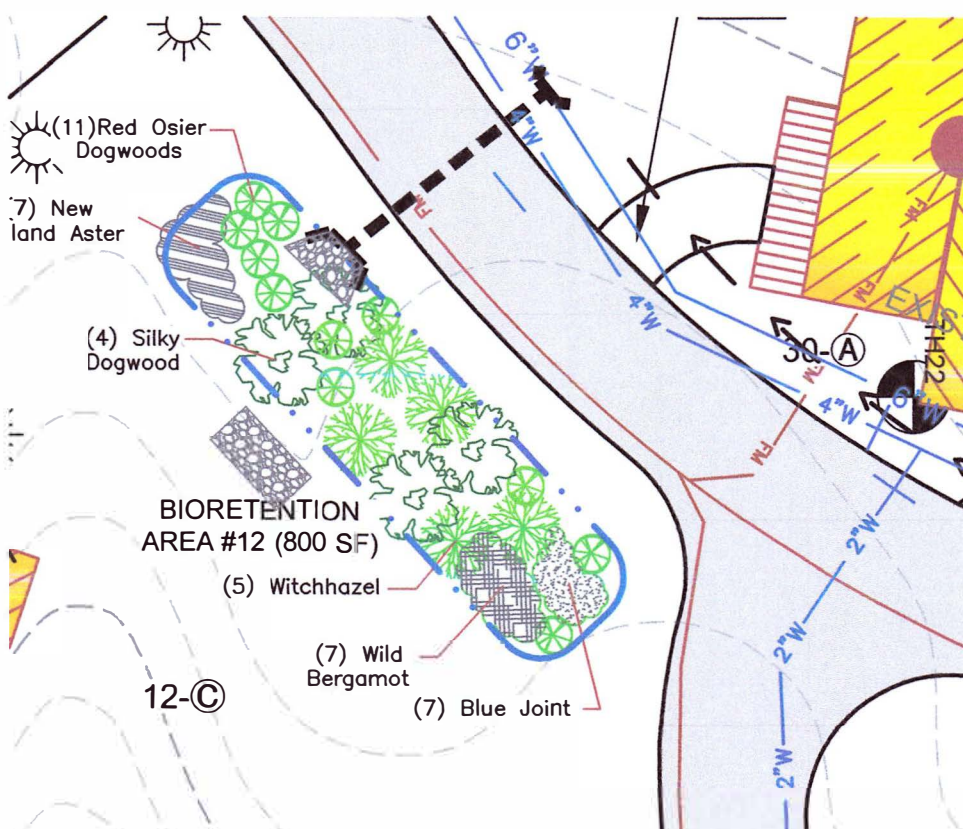 (11)Red Osier
Dogwoods
7) New
land Aster
(4) Silky
Dogwood
BIORETENTION
AREA #12 (800 SF)
(5) Witchhazel
(7) Wild
Bergamot
(7) Blue Joint
12-C
6"W
4"W
FM
4"W
30-A
FM
FM
FM
FM
TH22
4"W
6"W
2"W
2"W
2"W